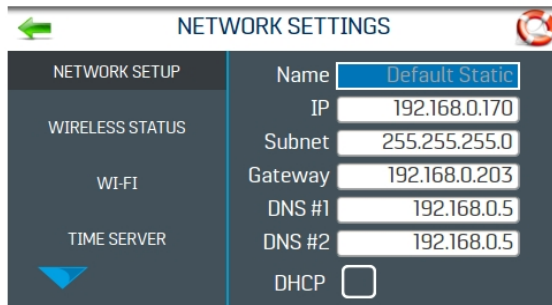 NETWORK SETTINGS
NETWORK SETUP
WIRELESS STATUS
WI-FI
TIME SERVER
Name Default Static
IP 192.168.0.170
Subnet 255.255.255.0
Gateway 192.168.0.203
DNS #1 192.168.0.5
DNS #2 192.168.0.5
DHCP